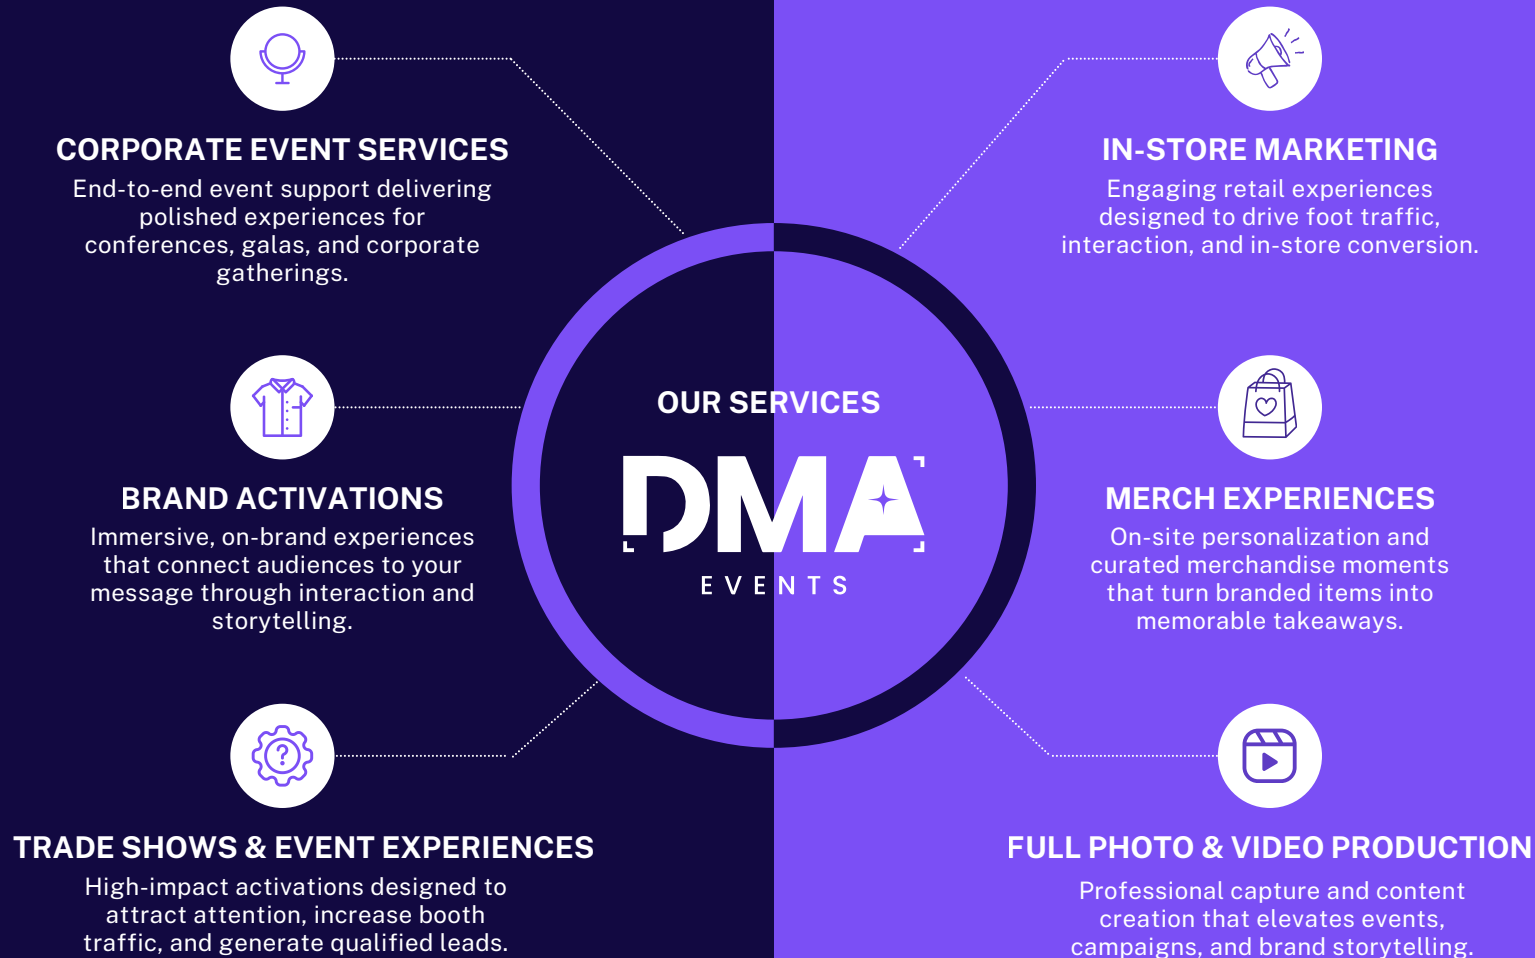 CORPORATE EVENT SERVICES
End-to-end event support delivering
polished experiences for
conferences, galas, and corporate
gatherings.
BRAND ACTIVATIONS
Immersive, on-brand experiences
that connect audiences to your
message through interaction and
storytelling.
TRADE SHOWS & EVENT EXPERIENCES
High-impact activations designed to
attract attention, increase booth
traffic, and generate qualified leads.
OUR SERVICES
DMA
EVENTS
IN-STORE MARKETING
Engaging retail experiences
designed to drive foot traffic,
interaction, and in-store conversion.
MERCH EXPERIENCES
On-site personalization and
curated merchandise moments
that turn branded items into
memorable takeaways.
FULL PHOTO & VIDEO PRODUCTION
Professional capture and content
creation that elevates events,
campaigns, and brand storytelling.